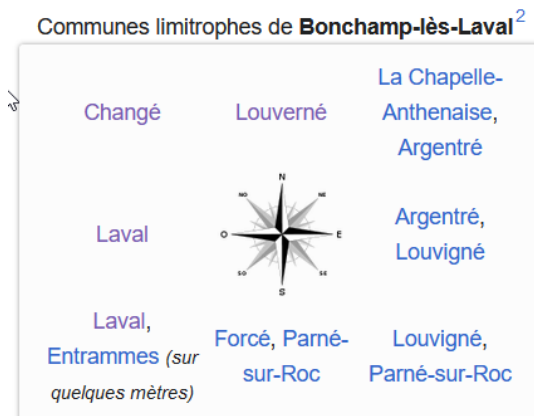 Communes limitrophes de Bonchamp-lès-Laval2
Changé
Louverné
La Chapelle-
Anthenaise,
Argentré
N
NO
NE
Laval
O
E
Argentré,
Louvigné
SO
SE
S
Laval,
Entrammes (sur
quelques mètres)
Forcé, Parné-
sur-Roc
Louvigné,
Parné-sur-Roc